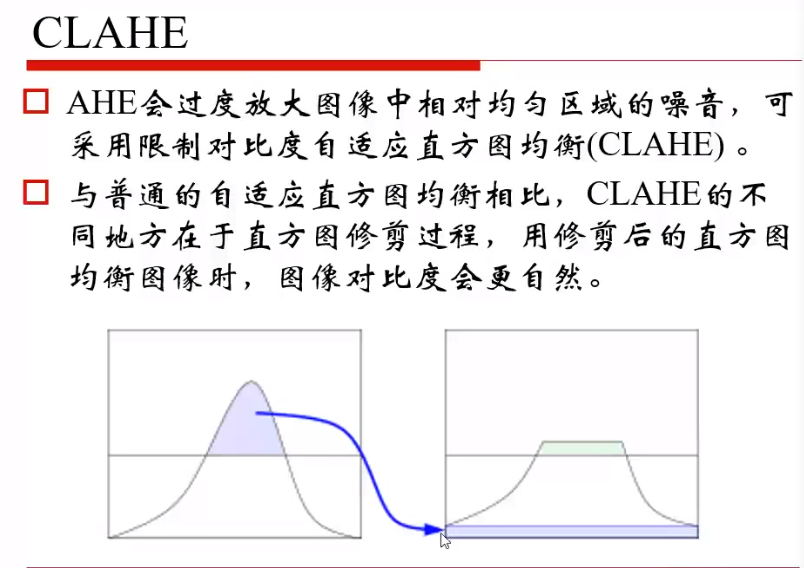 CLAHE
AHE会过度放大图像中相对均匀区域的噪音，可
采用限制对比度自适应直方图均衡(CLAHE) 。
与普通的自适应直方图均衡相比，CLAHE的不
同地方在于直方图修剪过程，用修剪后的直方图
均衡图像时，图像对比度会更自然。